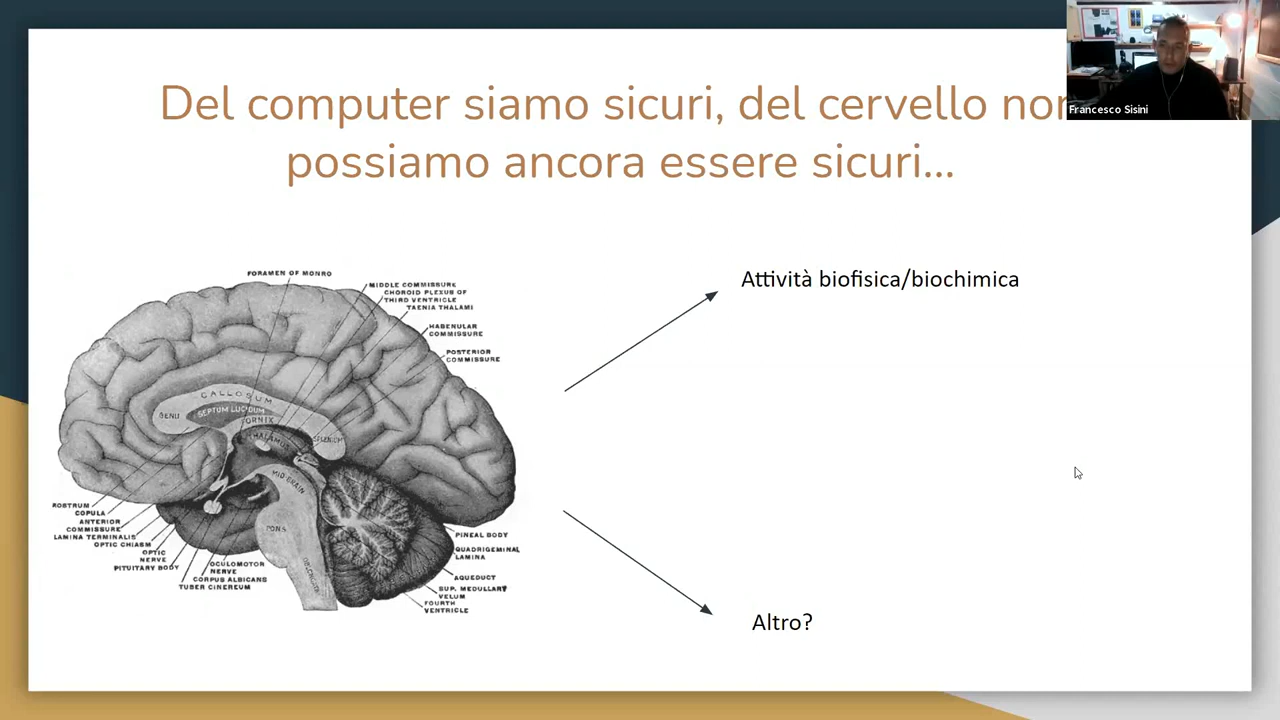 Del computer siamo sicuri, del cervello non
possiamo ancora essere sicuri...
Francesco Sisini
Attività biofisica/biochimica
Altro?
FORAMEN OF MONRO
MIDDLE COMMISSURE
CHOROID PLEXUS OF
THIRD VENTRICLE
TAENIA THALAMI
HABENULAR
COMMISSURE
POSTERIOR
COMMISSURE
CALLOSUM
GENU
SEPTUM LUCIDUM
FORNIX
THALAMUS
SPLENIUM
MID-BRAIN
PONS
ROSTRUM
COPULA
ANTERIOR
COMMISSURE
LAMINA TERMINALIS
OPTIC CHIASM
OPTIC
NERVE
PITUITARY BODY
OCULOMOTOR
NERVE
CORPUS ALBICANS
TUBER CINEREUM
PINEAL BODY
QUADRIGEMINAL
LAMINA
AQUEDUCT
SUP. MEDULLARY
VELUM
FOURTH
VENTRICLE